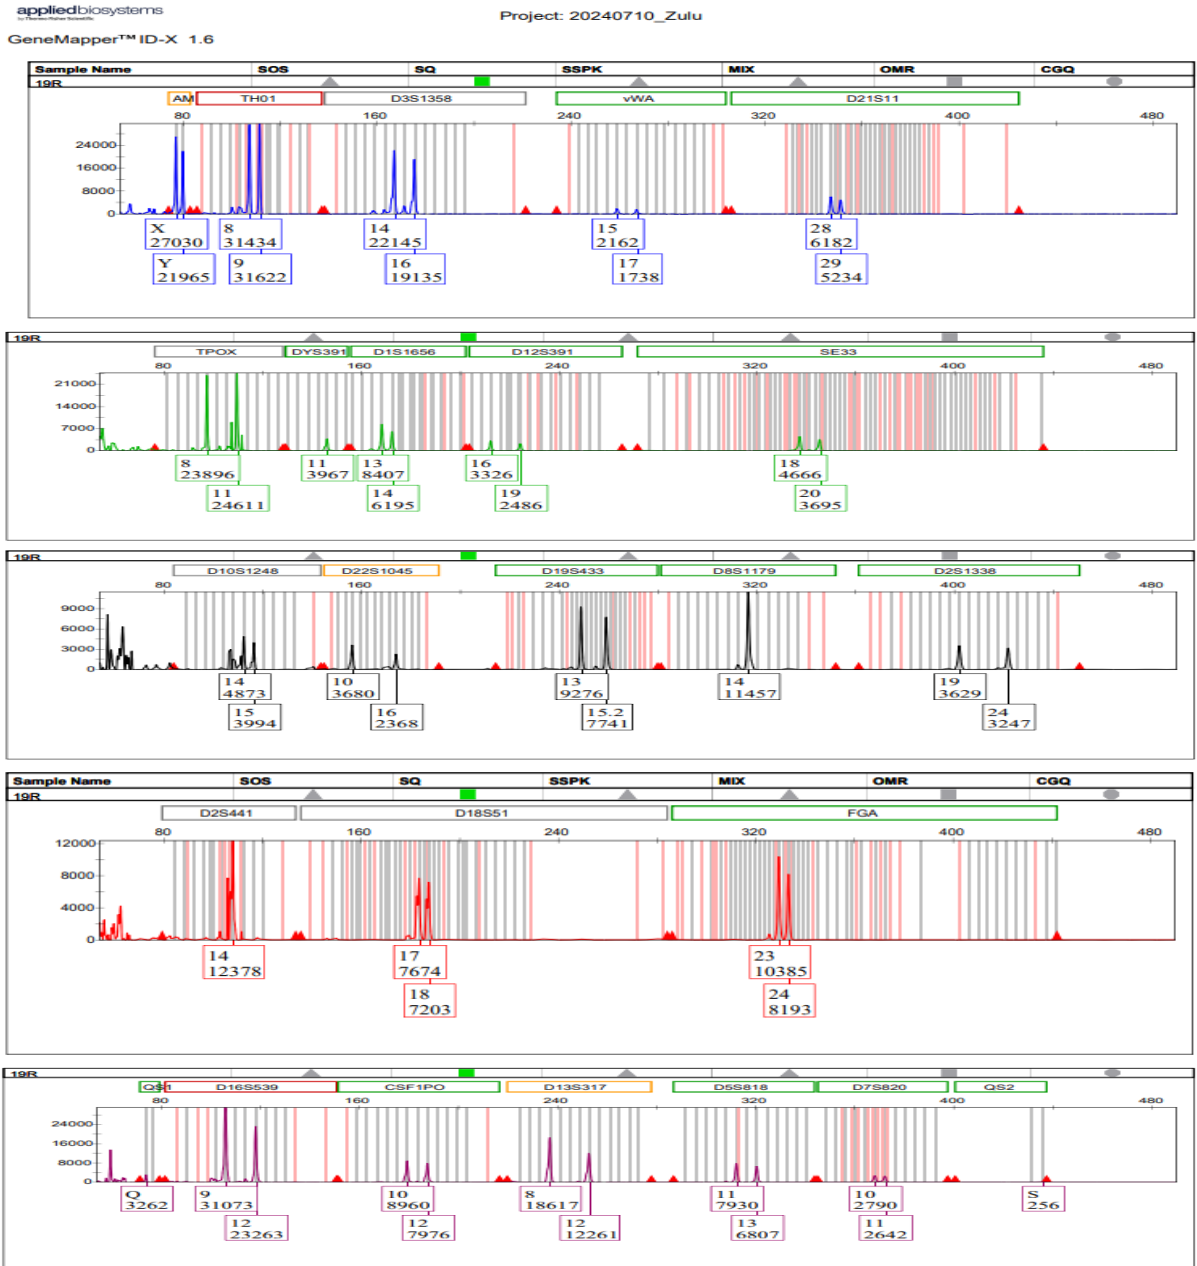 appliedbiosystems
by Thermo Fisher Scientific
Project: 20240710_Zulu
GeneMapper™ ID-X 1.6
Sample Name SOS SQ SSPK MIX OMR CGQ
19R
AM TH01 D3S1358 vWA D21S11
80 160 240 320 400 480
24000
16000
8000
0
X 8 14 15 28
27030 31434 22145 2162 6182
Y 9 16 17 29
21965 31622 19135 1738 5234
19R
TPOX DYS391 D1S1656 D12S391 SE33
80 160 240 320 400 480
21000
14000
7000
0
8 11 13 16 18
23896 3967 8407 3326 4666
11 14 19 20
24611 6195 2486 3695
19R
D10S1248 D22S1045 D19S433 D8S1179 D2S1338
80 160 240 320 400 480
9000
6000
3000
0
14 10 13 14 19
4873 3680 9276 11457 3629
15 16 15.2 24
3994 2368 7741 3247
Sample Name SOS SQ SSPK MIX OMR CGQ
19R
D2S441 D18S51 FGA
80 160 240 320 400 480
12000
8000
4000
0
14 17 23
12378 7674 10385
18 24
7203 8193
19R
QS1 D16S539 CSF1PO D13S317 D5S818 D7S820 QS2
80 160 240 320 400 480
24000
16000
8000
0
Q 9 10 8 11 10 S
3262 31073 8960 18617 7930 2790 256
12 12 12 13 11
23263 7976 12261 6807 2642